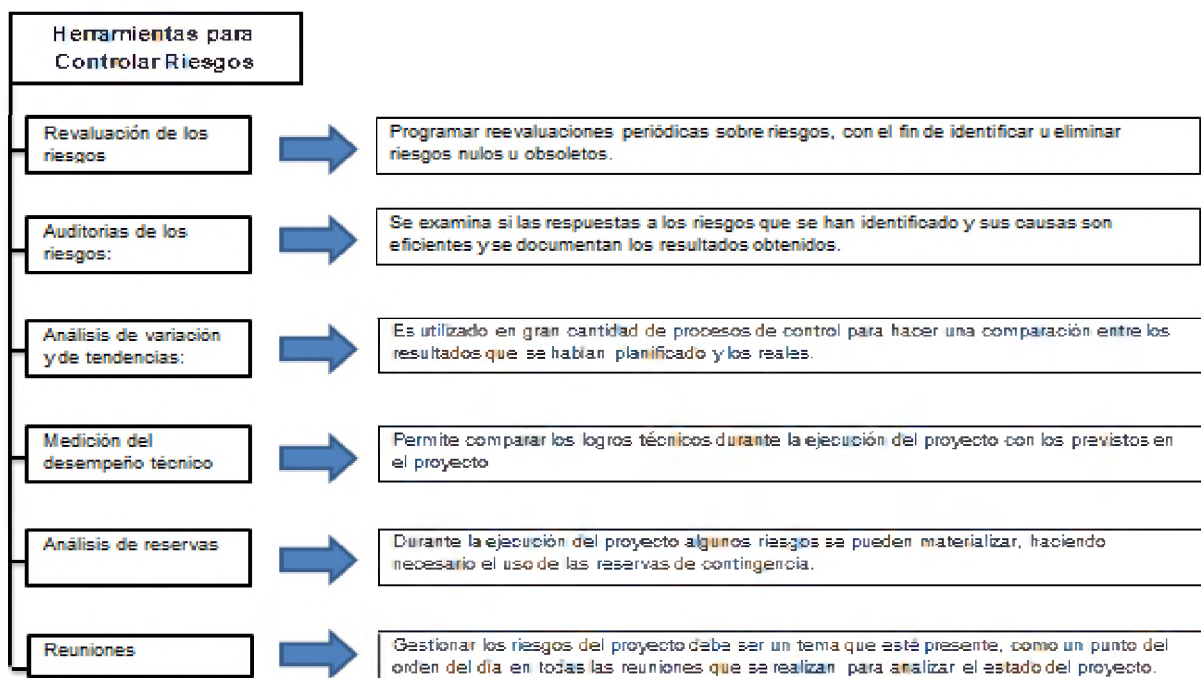 Herramientas para
Controlar Riesgos
Revaluación de los
riesgos
Programar reevaluaciones periódicas sobre riesgos, con el fin de identificar u eliminar
riesgos nulos u obsoletos.
Auditorias de los
riesgos:
Se examina si las respuestas a los riesgos que se han identificado y sus causas son
eficientes y se documentan los resultados obtenidos.
Análisis de variación
y de tendencias:
Es utilizado en gran cantidad de procesos de control para hacer una comparación entre los
resultados que se habían planificado y los reales.
Medición del
desempeño técnico
Permite comparar los logros técnicos durante la ejecución del proyecto con los previstos en
el proyecto
Análisis de reservas
Durante la ejecución del proyecto algunos riesgos se pueden materializar, haciendo
necesario el uso de las reservas de contingencia.
Reuniones
Gestionar los riesgos del proyecto debe ser un tema que esté presente, como un punto del
orden del día en todas las reuniones que se realizan para analizar el estado del proyecto.